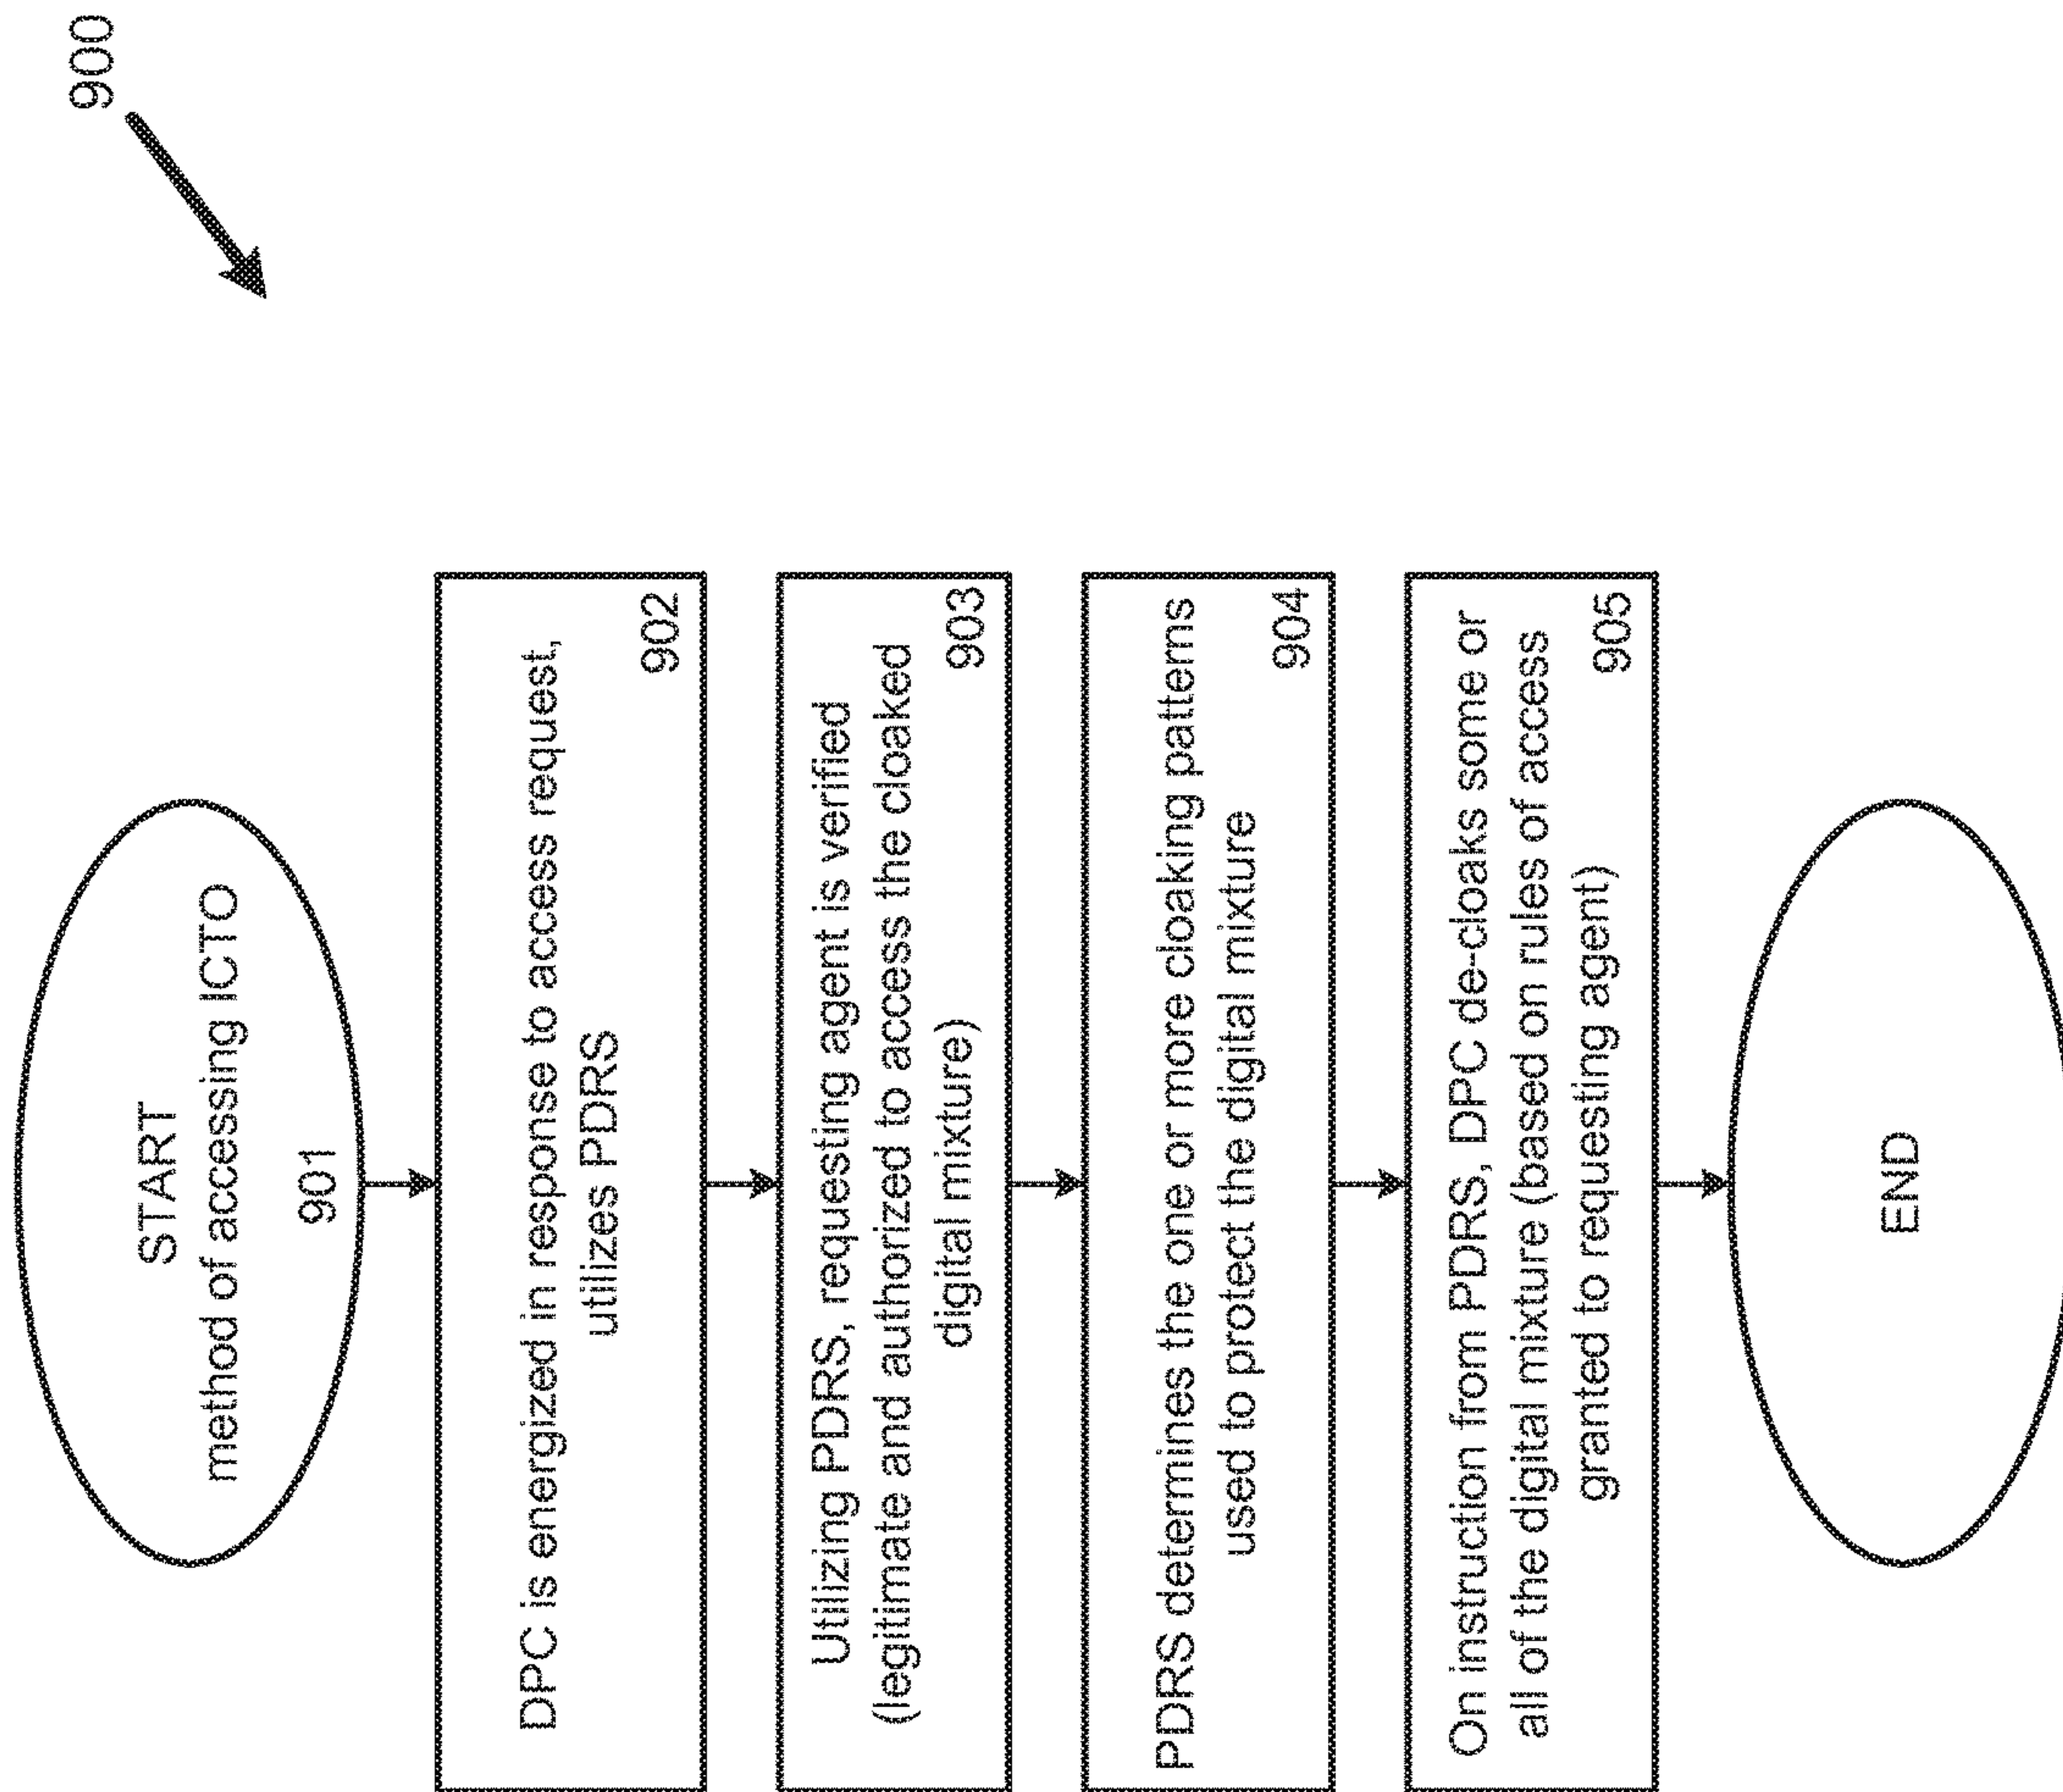 900
START
method of accessing ICTO
901
DPC is energized in response to access request,
utilizes PDRS
902
Utilizing PDRS, requesting agent is verified
(legitimate and authorized to access the cloaked
digital mixture)
903
PDRS determines the one or more cloaking patterns
used to protect the digital mixture
904
On instruction from PDRS, DPC de-cloaks some or
all of the digital mixture (based on rules of access
granted to requesting agent)
905
END